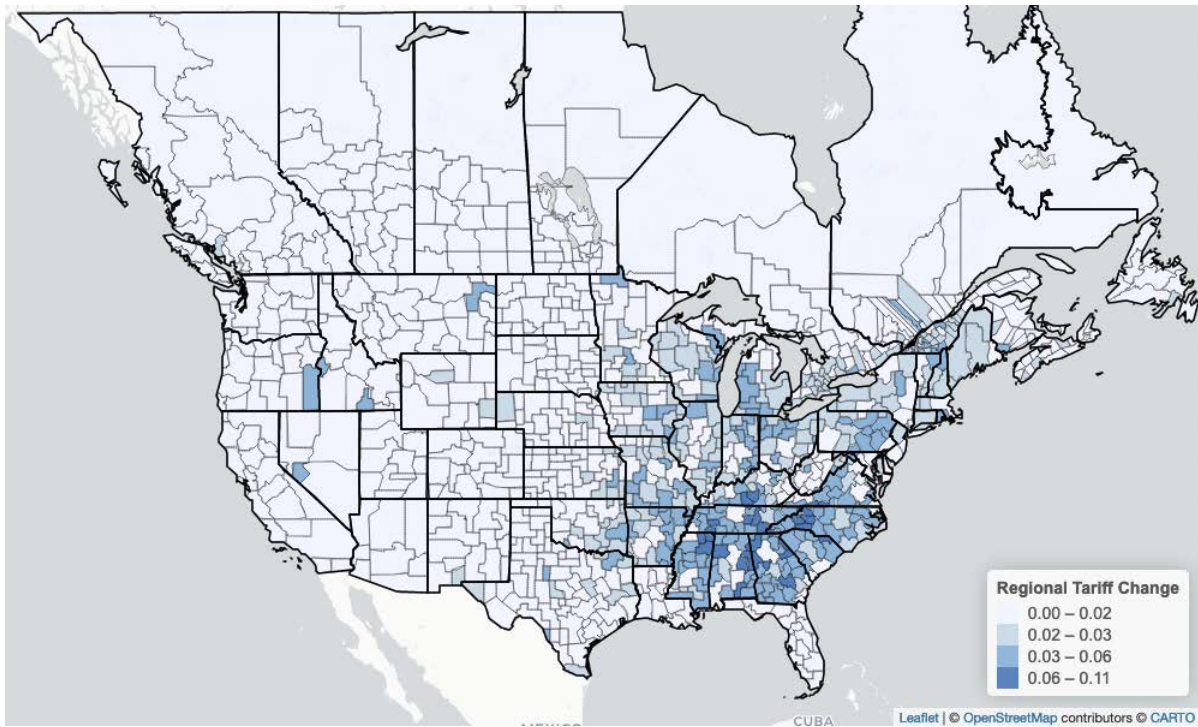 MEXICO
CUBA
Regional Tariff Change
0.00 – 0.02
0.02 – 0.03
0.03 – 0.06
0.06 – 0.11
Leaflet | © OpenStreetMap contributors © CARTO